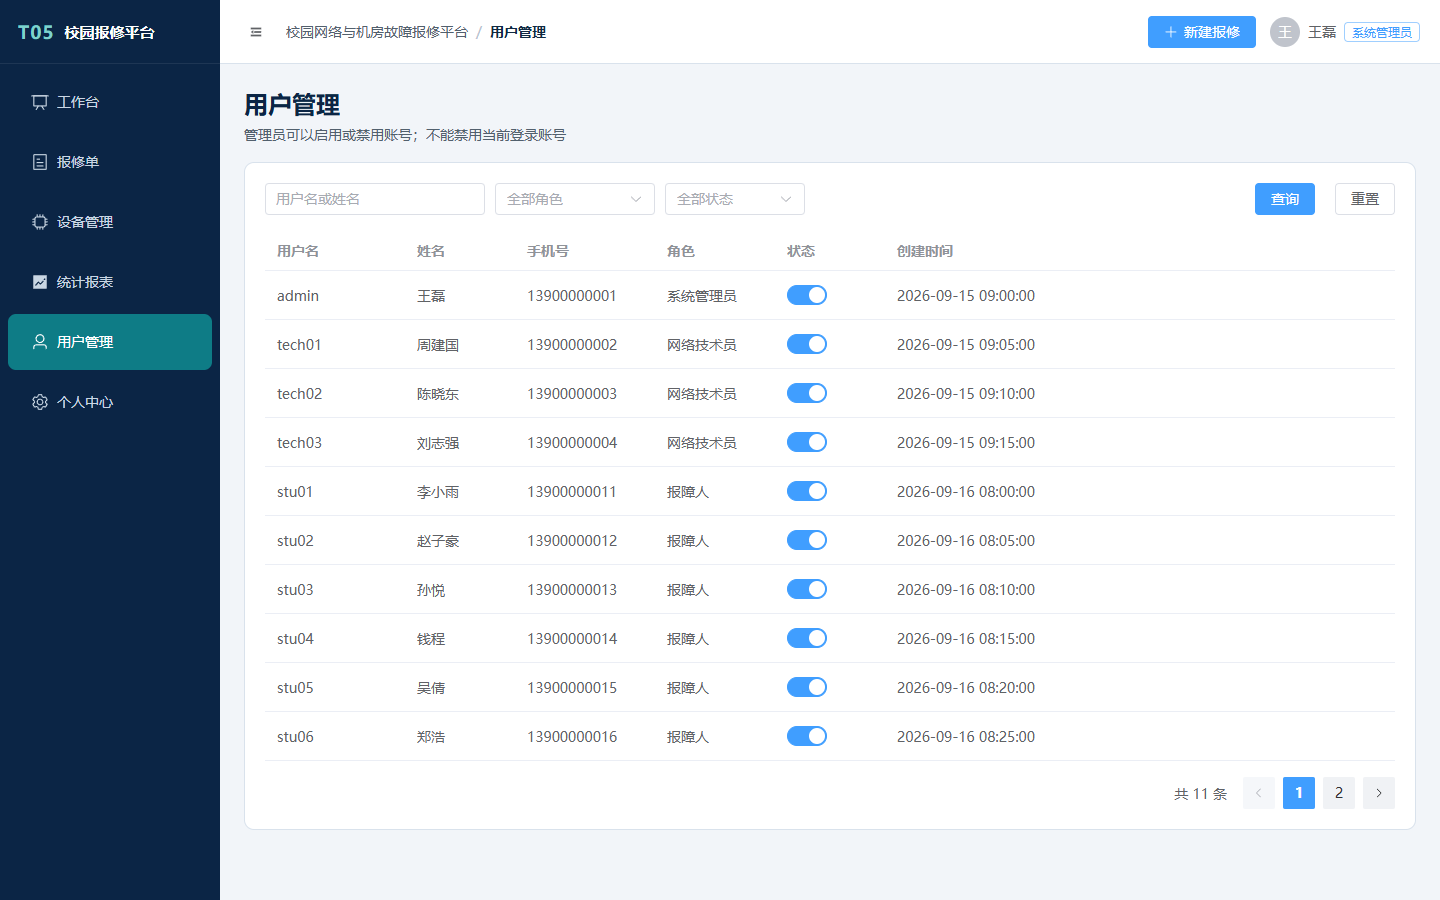 T05 校园报修平台
校园网络与机房故障报修平台 / 用户管理
新建报修
王 王磊 系统管理员
工作台
报修单
设备管理
统计报表
用户管理
个人中心
用户管理
管理员可以启用或禁用账号；不能禁用当前登录账号
用户名或姓名 全部角色 全部状态 查询 重置
用户名 姓名 手机号 角色 状态 创建时间
admin 王磊 13900000001 系统管理员 2026-09-15 09:00:00
tech01 周建国 13900000002 网络技术员 2026-09-15 09:05:00
tech02 陈晓东 13900000003 网络技术员 2026-09-15 09:10:00
tech03 刘志强 13900000004 网络技术员 2026-09-15 09:15:00
stu01 李小雨 13900000011 报障人 2026-09-16 08:00:00
stu02 赵子豪 13900000012 报障人 2026-09-16 08:05:00
stu03 孙悦 13900000013 报障人 2026-09-16 08:10:00
stu04 钱程 13900000014 报障人 2026-09-16 08:15:00
stu05 吴倩 13900000015 报障人 2026-09-16 08:20:00
stu06 郑浩 13900000016 报障人 2026-09-16 08:25:00
共 11 条 1 2